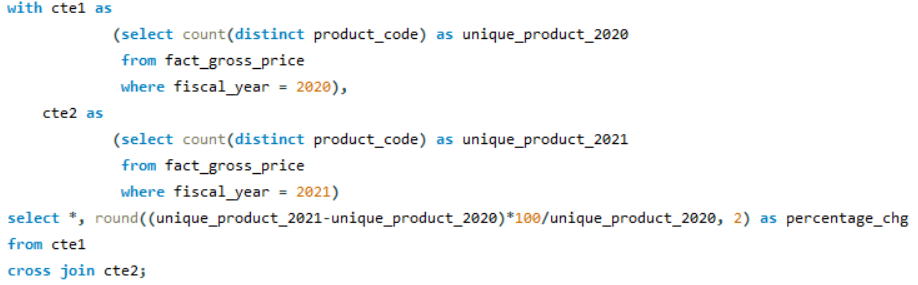 with cte1 as
(select count(distinct product_code) as unique_product_2020
from fact_gross_price
where fiscal_year = 2020),
cte2 as
(select count(distinct product_code) as unique_product_2021
from fact_gross_price
where fiscal_year = 2021)
select *, round((unique_product_2021-unique_product_2020)*100/unique_product_2020, 2) as percentage_chg
from cte1
cross join cte2;